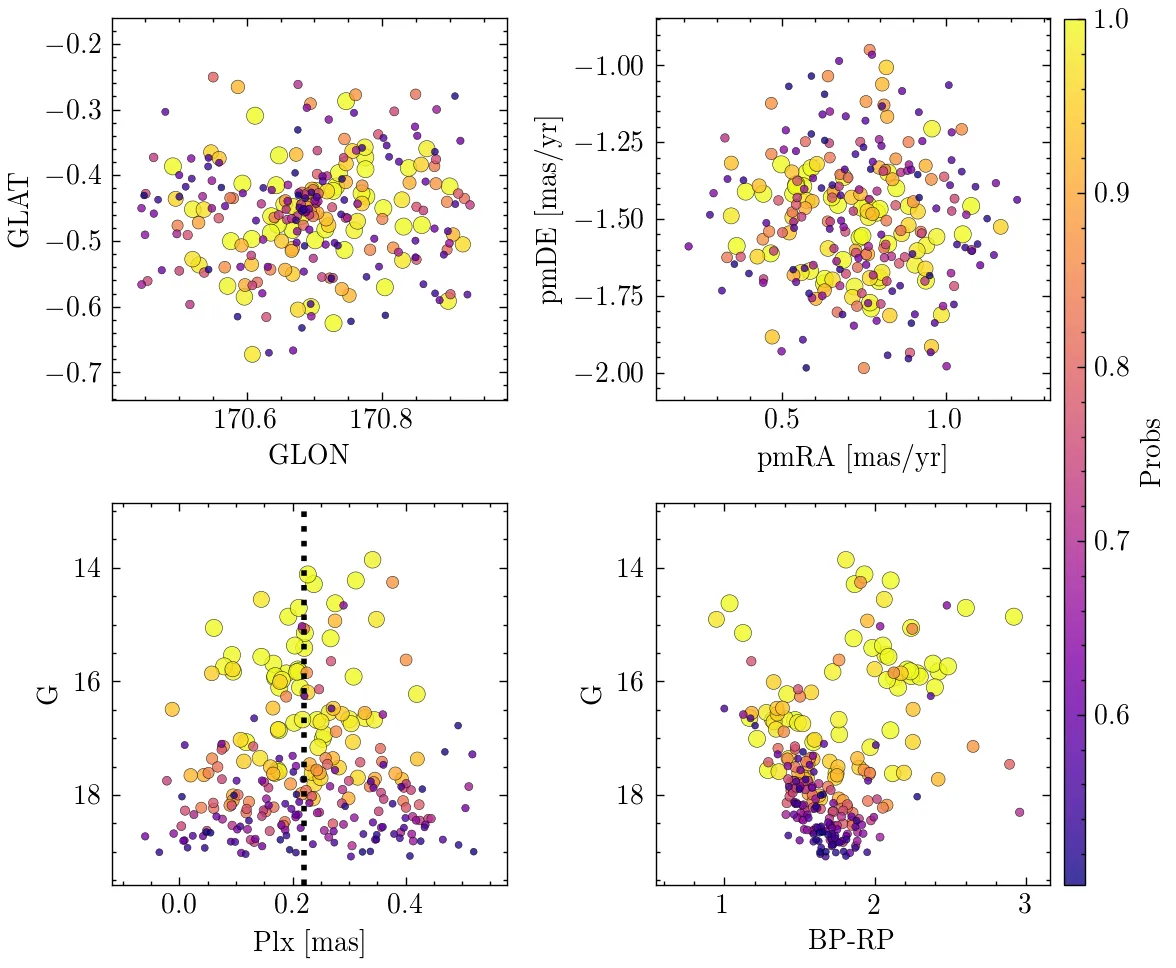 −0.2
−0.3
−0.4
−0.5
−0.6
−0.7
GLAT
170.6 170.8
GLON
−1.00
−1.25
−1.50
−1.75
−2.00
pmDE [mas/yr]
0.5 1.0
pmRA [mas/yr]
14
16
18
G
0.0 0.2 0.4
Plx [mas]
14
16
18
G
1 2 3
BP-RP
1.0
0.9
0.8
0.7
0.6
Probs